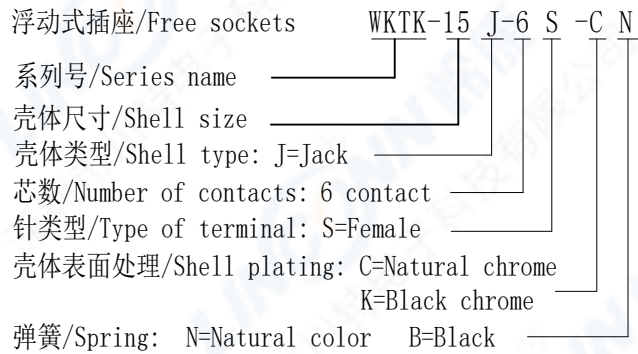 浮动式插座/Free sockets WKTK-15 J-6 S -C N
系列号/Series name
壳体尺寸/Shell size
壳体类型/Shell type: J=Jack
芯数/Number of contacts: 6 contact
针类型/Type of terminal: S=Female
壳体表面处理/Shell plating: C=Natural chrome
K=Black chrome
弹簧/Spring: N=Natural color B=Black